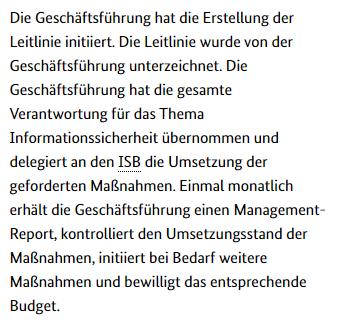 Die Geschäftsführung hat die Erstellung der
Leitlinie initiiert. Die Leitlinie wurde von der
Geschäftsführung unterzeichnet. Die
Geschäftsführung hat die gesamte
Verantwortung für das Thema
Informationssicherheit übernommen und
delegiert an den ISB die Umsetzung der
geforderten Maßnahmen. Einmal monatlich
erhält die Geschäftsführung einen Management-
Report, kontrolliert den Umsetzungsstand der
Maßnahmen, initiiert bei Bedarf weitere
Maßnahmen und bewilligt das entsprechende
Budget.